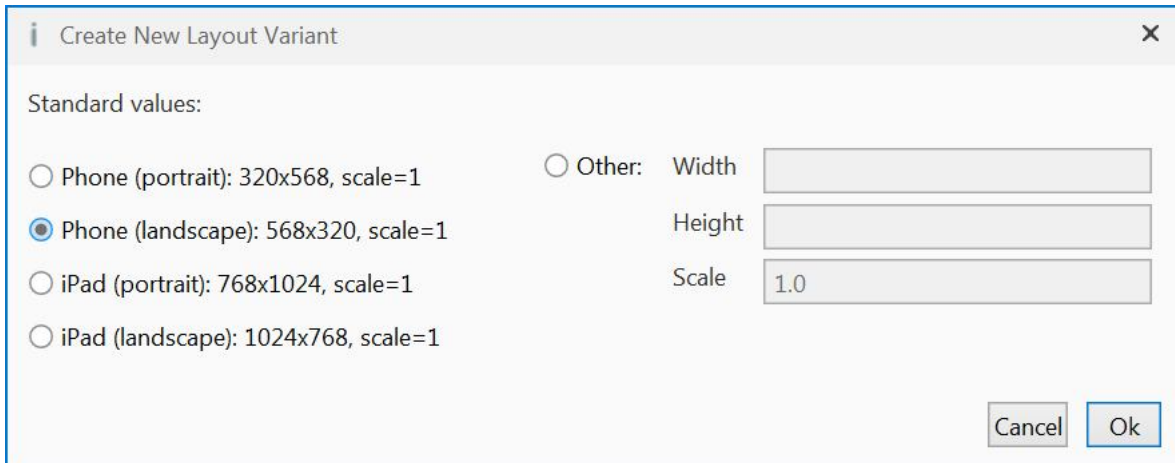 Create New Layout Variant
Standard values:
Phone (portrait): 320x568, scale=1
Phone (landscape): 568x320, scale=1
iPad (portrait): 768x1024, scale=1
iPad (landscape): 1024x768, scale=1
Other:
Width
Height
Scale
1.0
Cancel
Ok